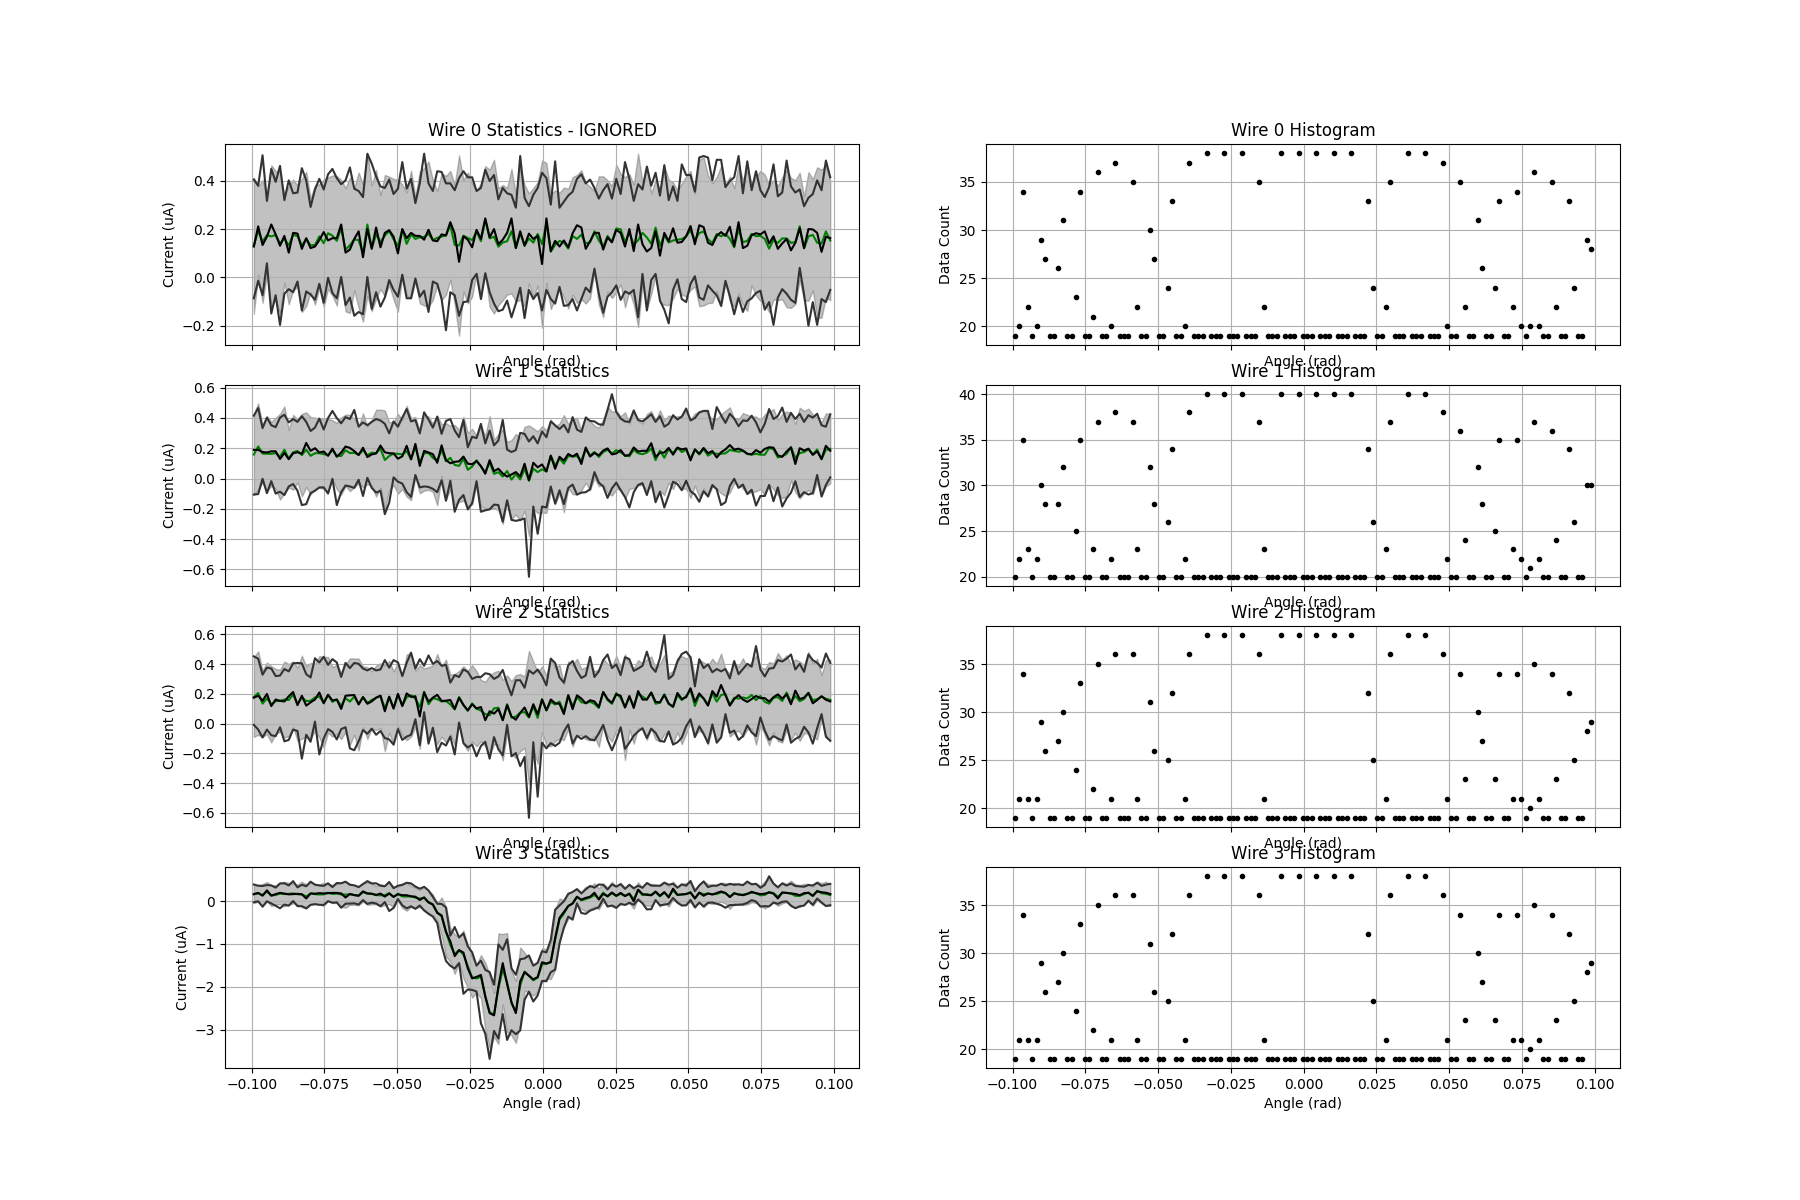 Wire 0 Statistics - IGNORED
Current (uA)
0.4
0.2
0.0
−0.2
Angle (rad)
Wire 0 Histogram
Data Count
35
30
25
20
Angle (rad)
Wire 1 Statistics
Current (uA)
0.6
0.4
0.2
0.0
−0.2
−0.4
−0.6
Angle (rad)
Wire 1 Histogram
Data Count
40
35
30
25
20
Angle (rad)
Wire 2 Statistics
Current (uA)
0.6
0.4
0.2
0.0
−0.2
−0.4
−0.6
Angle (rad)
Wire 2 Histogram
Data Count
35
30
25
20
Angle (rad)
Wire 3 Statistics
Current (uA)
0
−1
−2
−3
−0.100 −0.075 −0.050 −0.025 0.000 0.025 0.050 0.075 0.100
Angle (rad)
Wire 3 Histogram
Data Count
35
30
25
20
−0.100 −0.075 −0.050 −0.025 0.000 0.025 0.050 0.075 0.100
Angle (rad)